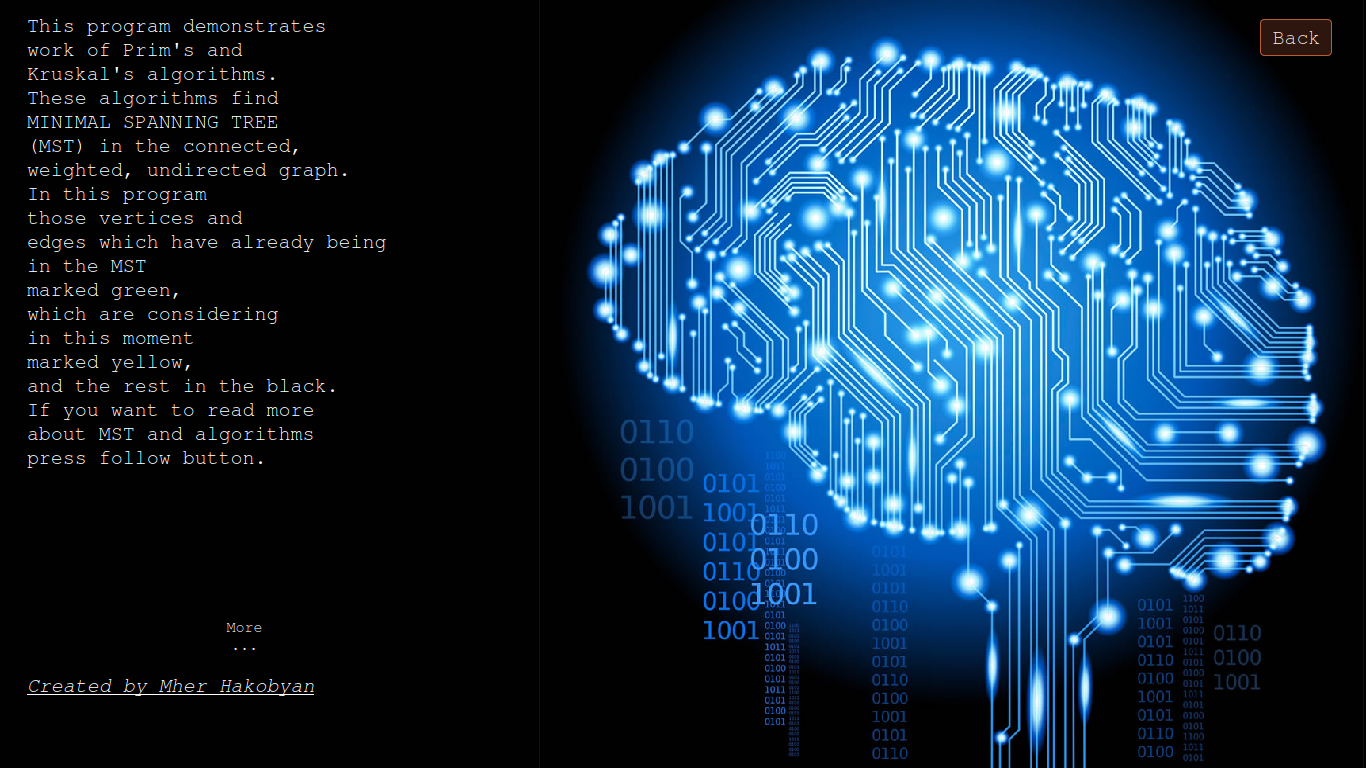 This program demonstrates
work of Prim's and
Kruskal's algorithms.
These algorithms find
MINIMAL SPANNING TREE
(MST) in the connected,
weighted, undirected graph.
In this program
those vertices and
edges which have already being
in the MST
marked green,
which are considering
in this moment
marked yellow,
and the rest in the black.
If you want to read more
about MST and algorithms
press follow button.
More
...
Created by Mher Hakobyan
Back
0110
0100
1001
0101
1001
0101
0110
0100
1001
0110
0100
1001
0101
1001
0101
0110
0100
1001
0101
0110
0100
1001
0101
0110
0101
1001
0101
0110
0100
1001
0101
0110
0100
0110
0100
1001